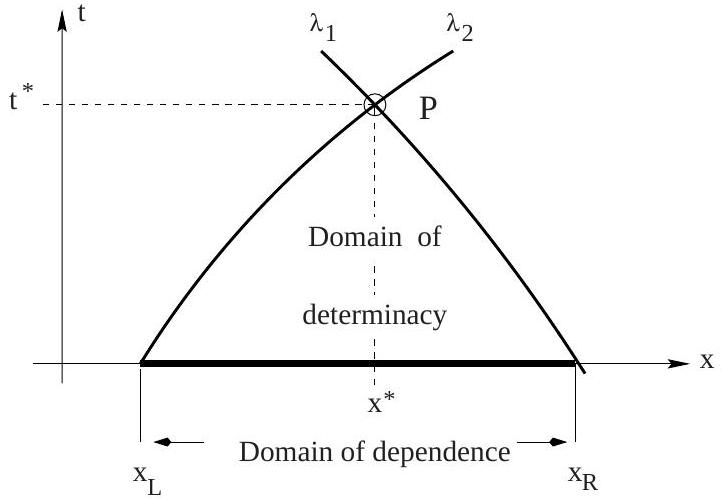 t
λ1 λ2
t* P
Domain of
determinacy
x
x*
Domain of dependence
xL xR